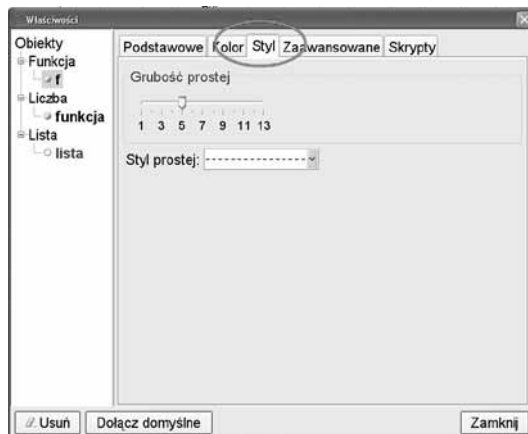 Właściwości
Obiekty
Funkcja
f
Liczba
funkcja
Lista
lista
Podstawowe Kolor Styl Zaawansowane Skrypty
Grubość prostej
1 3 5 7 9 11 13
Styl prostej:
Usuń Dołącz domyślne Zamknij